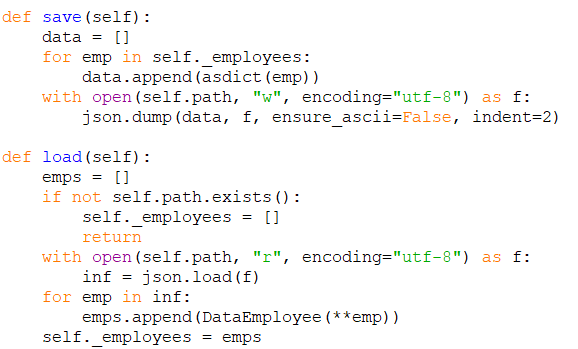 def save(self):
    data = []
    for emp in self._employees:
        data.append(asdict(emp))
    with open(self.path, "w", encoding="utf-8") as f:
        json.dump(data, f, ensure_ascii=False, indent=2)

def load(self):
    emps = []
    if not self.path.exists():
        self._employees = []
        return
    with open(self.path, "r", encoding="utf-8") as f:
        inf = json.load(f)
    for emp in inf:
        emps.append(DataEmployee(**emp))
    self._employees = emps